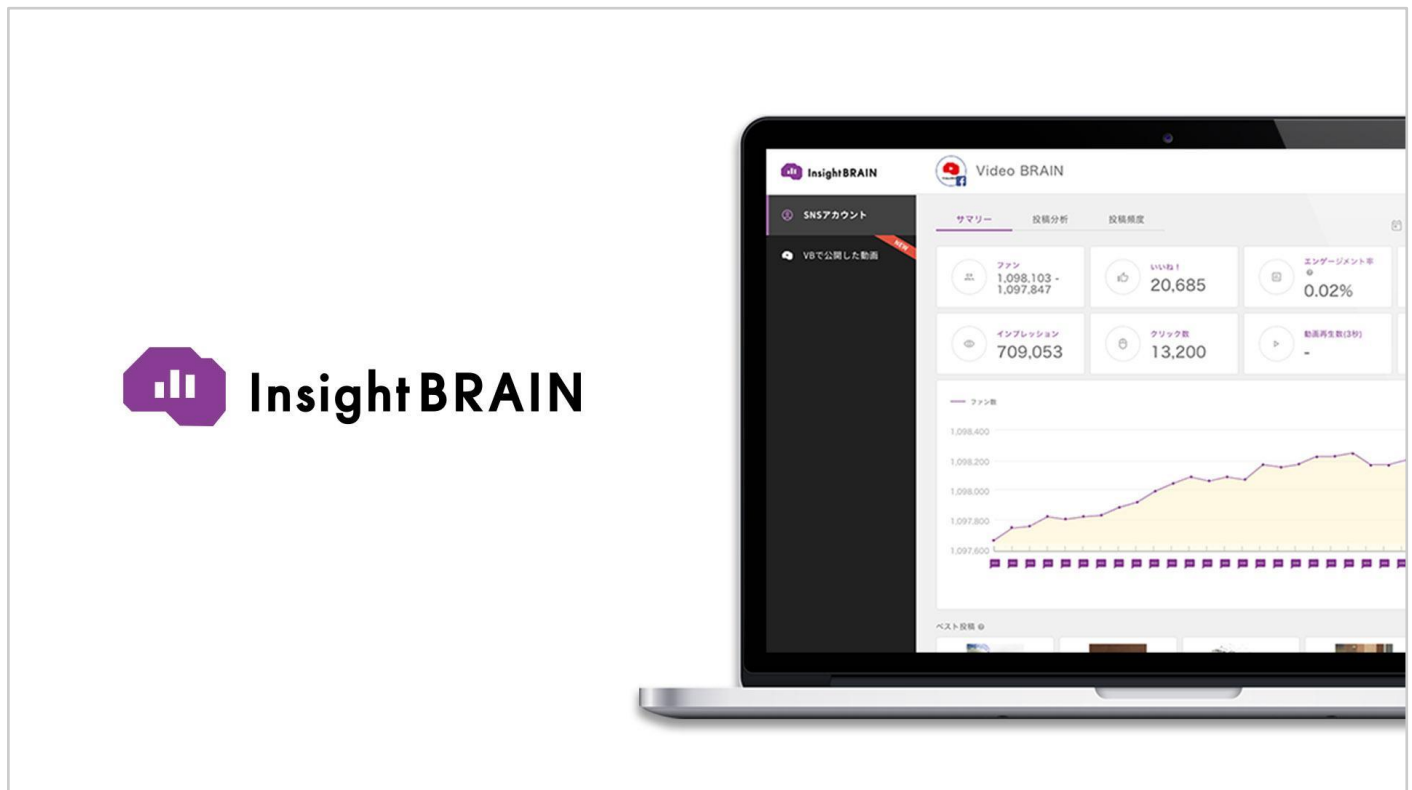 InsightBRAIN
InsightBRAIN
Video BRAIN
SNSアカウント
VBで公開した動画
NEW
サマリー
投稿分析
投稿頻度
ファン
1,098,103 -
1,097,847
いいね！
20,685
エンゲージメント率
0.02%
インプレッション
709,053
クリック数
13,200
動画再生数(3秒)
-
ファン数
1,098,400
1,098,200
1,098,000
1,097,800
1,097,600
ベスト投稿